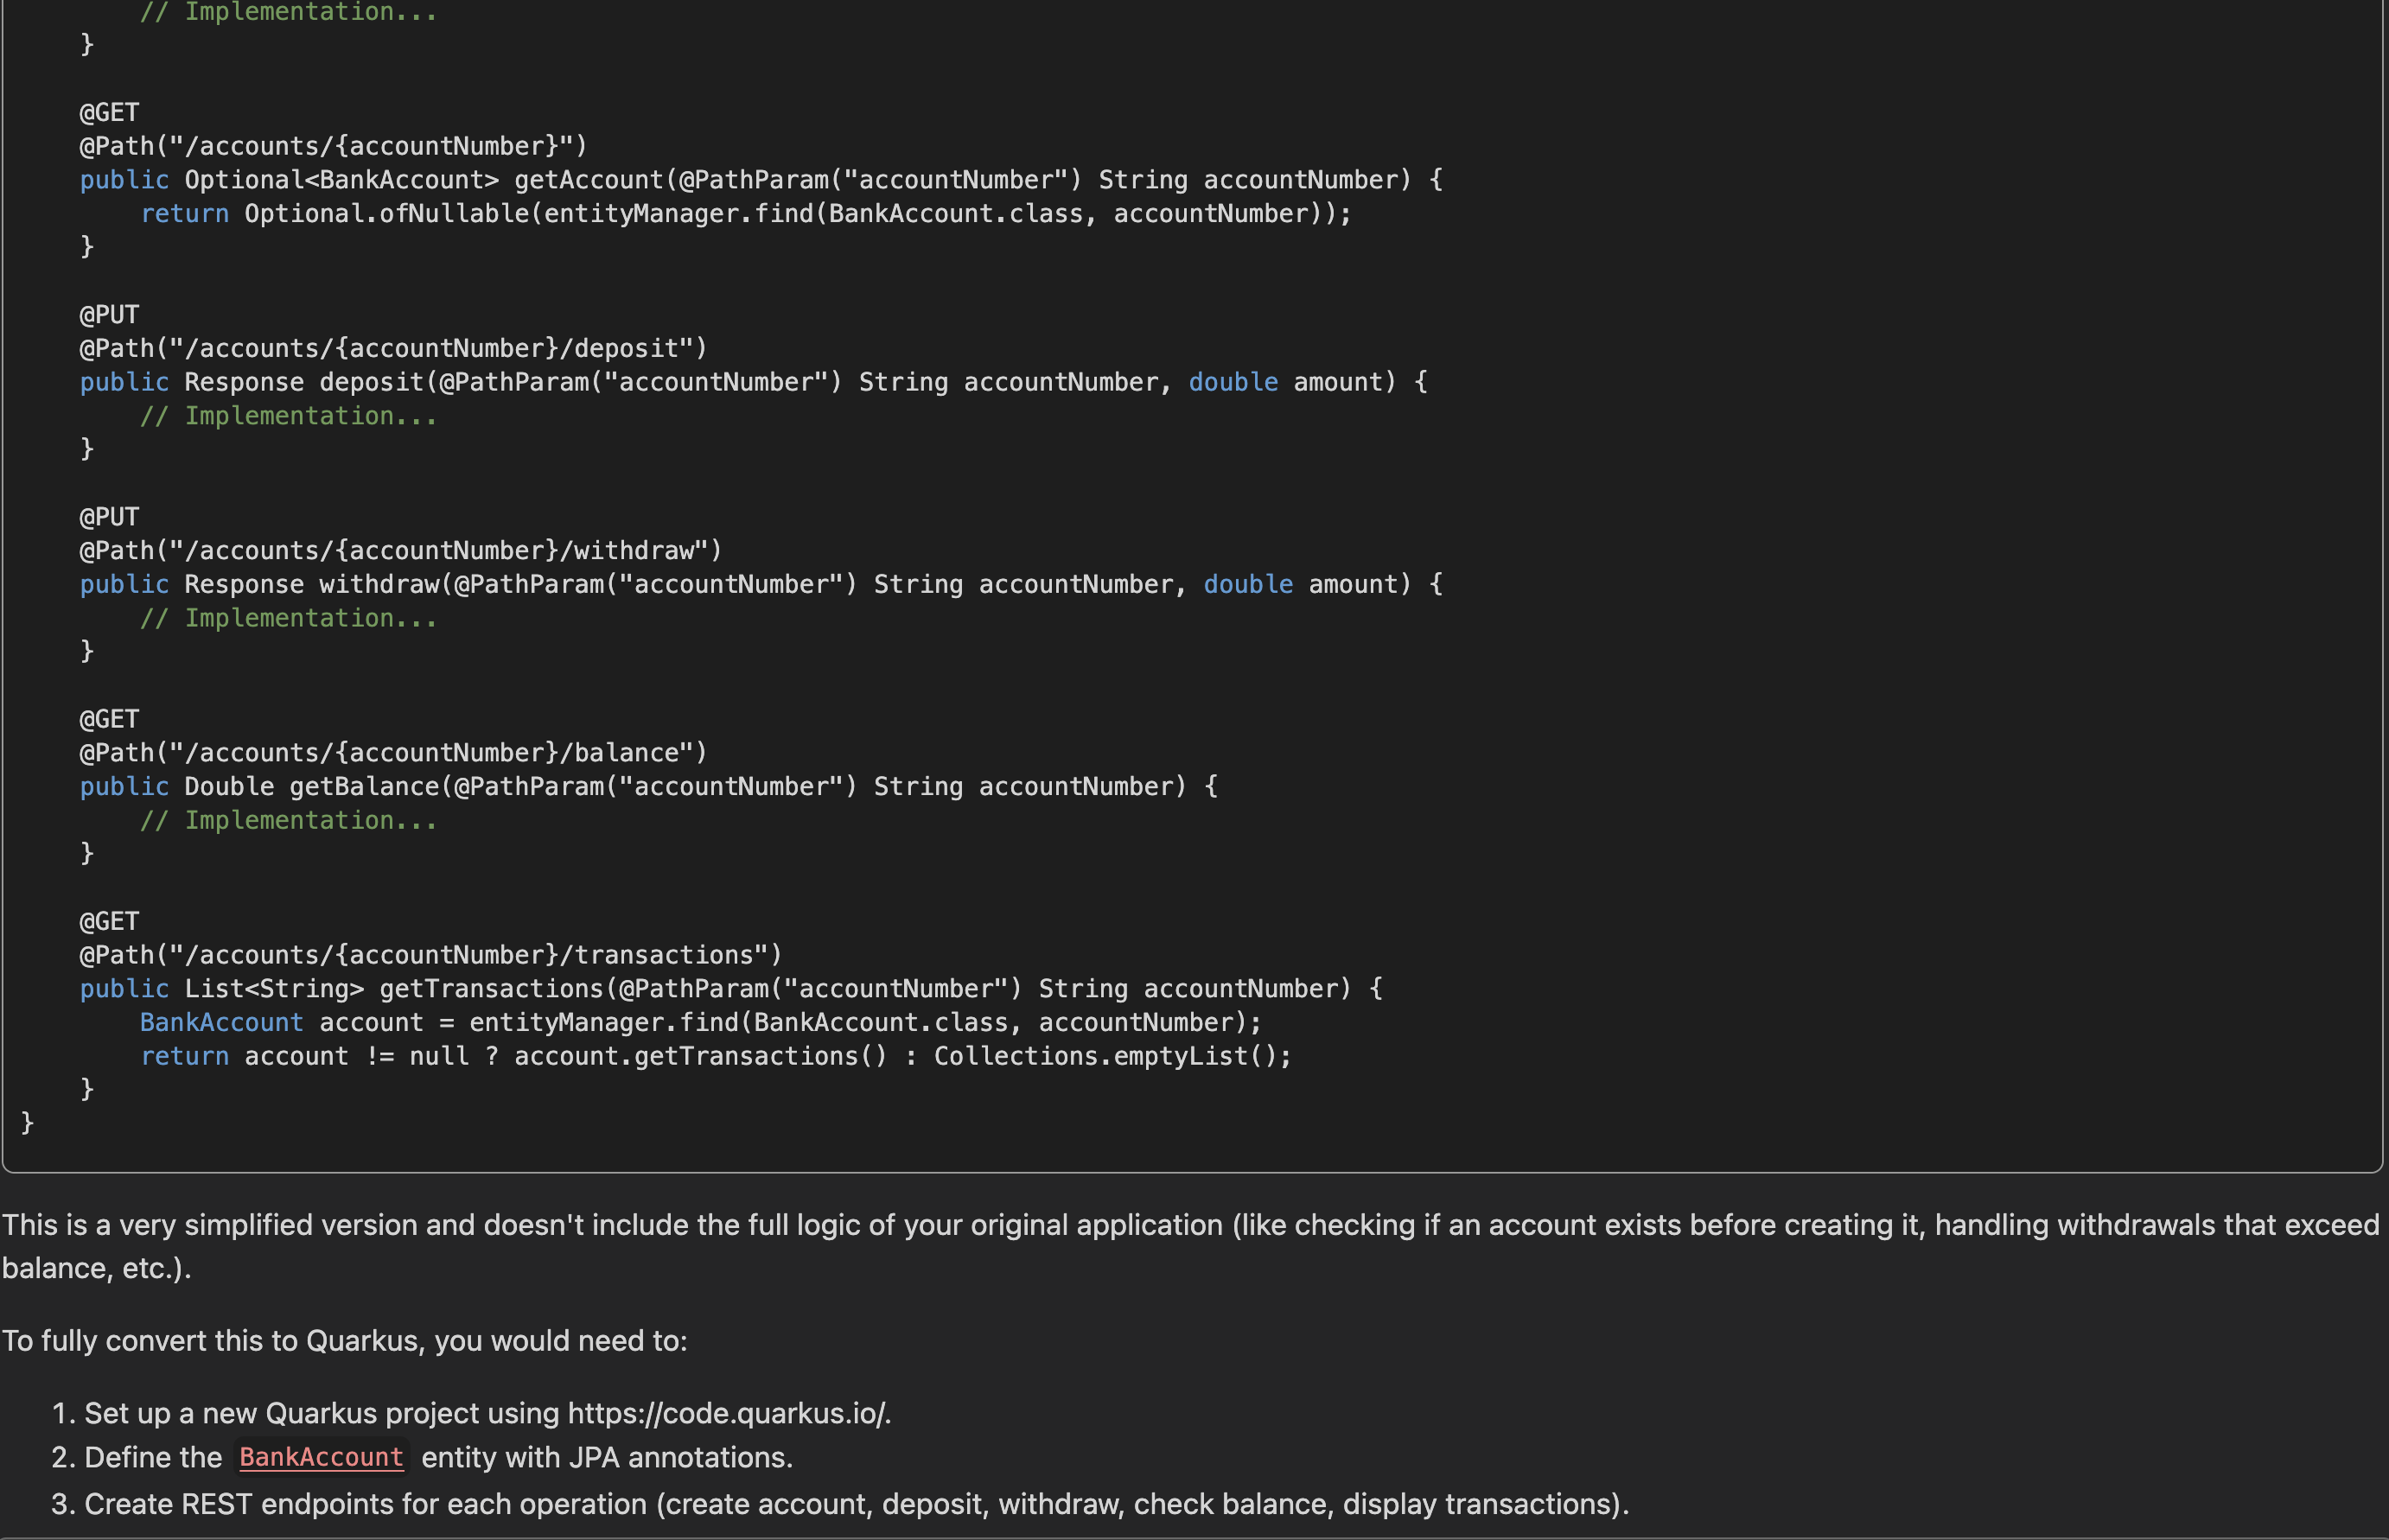 // Implementation...
    }

    @GET
    @Path("/accounts/{accountNumber}")
    public Optional<BankAccount> getAccount(@PathParam("accountNumber") String accountNumber) {
        return Optional.ofNullable(entityManager.find(BankAccount.class, accountNumber));
    }

    @PUT
    @Path("/accounts/{accountNumber}/deposit")
    public Response deposit(@PathParam("accountNumber") String accountNumber, double amount) {
        // Implementation...
    }

    @PUT
    @Path("/accounts/{accountNumber}/withdraw")
    public Response withdraw(@PathParam("accountNumber") String accountNumber, double amount) {
        // Implementation...
    }

    @GET
    @Path("/accounts/{accountNumber}/balance")
    public Double getBalance(@PathParam("accountNumber") String accountNumber) {
        // Implementation...
    }

    @GET
    @Path("/accounts/{accountNumber}/transactions")
    public List<String> getTransactions(@PathParam("accountNumber") String accountNumber) {
        BankAccount account = entityManager.find(BankAccount.class, accountNumber);
        return account != null ? account.getTransactions() : Collections.emptyList();
    }
}

This is a very simplified version and doesn't include the full logic of your original application (like checking if an account exists before creating it, handling withdrawals that exceed
balance, etc.).

To fully convert this to Quarkus, you would need to:

1. Set up a new Quarkus project using https://code.quarkus.io/.
2. Define the BankAccount entity with JPA annotations.
3. Create REST endpoints for each operation (create account, deposit, withdraw, check balance, display transactions).